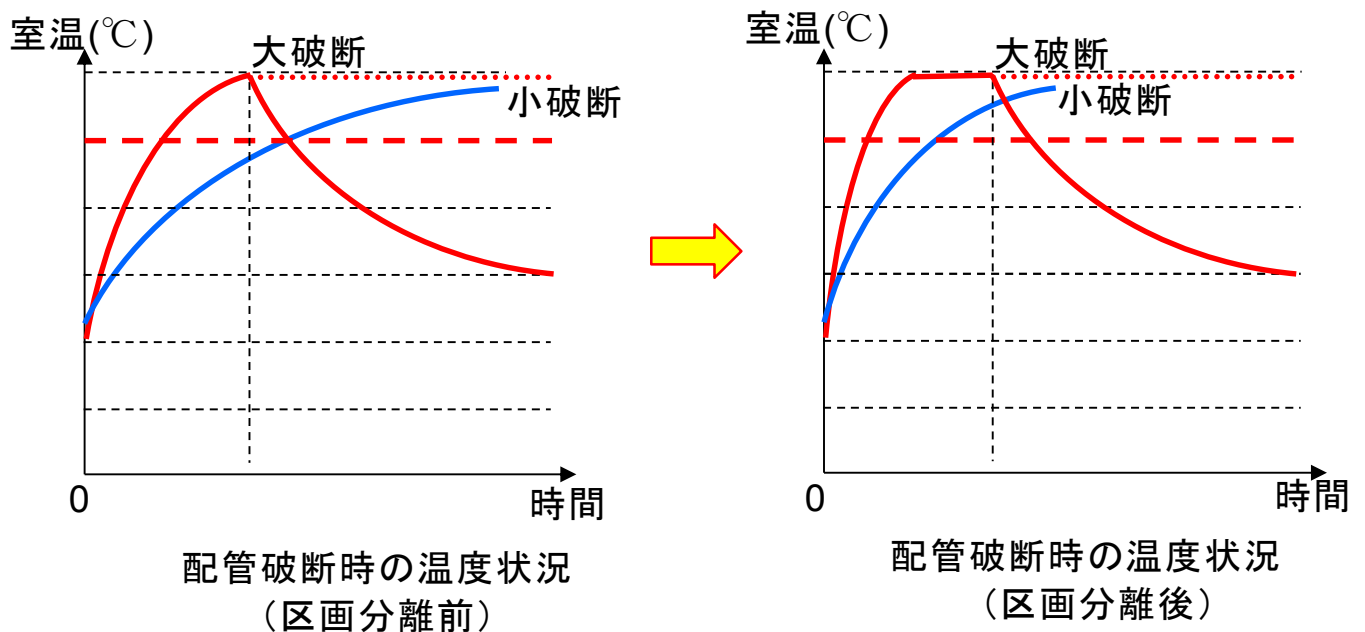 室温(℃)
大破断
小破断
0
時間
配管破断時の温度状況
（区画分離前）
室温(℃)
大破断
小破断
0
時間
配管破断時の温度状況
（区画分離後）